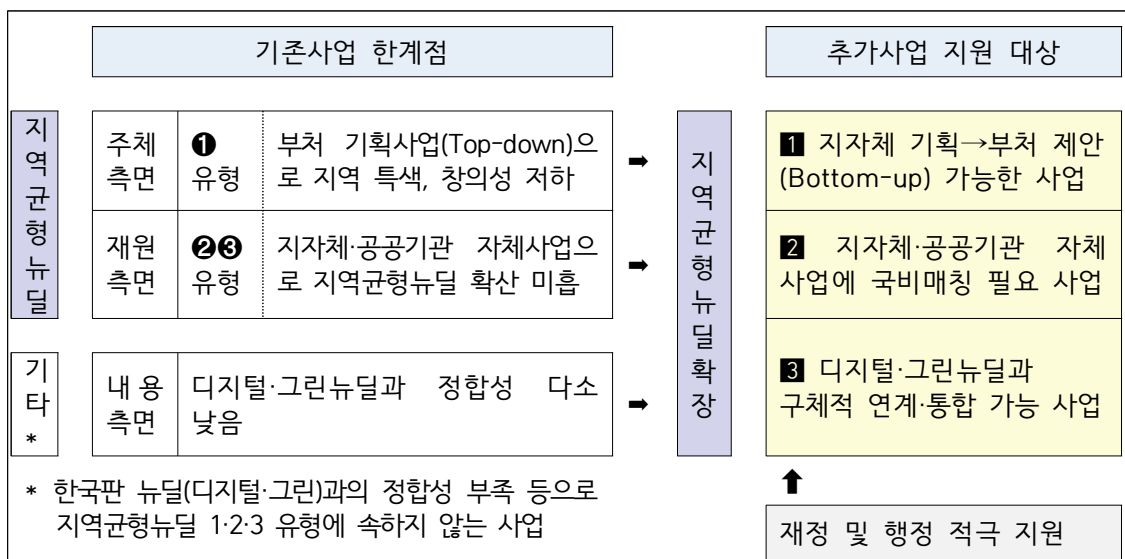 기존사업 한계점
추가사업 지원 대상
지역균형뉴딜
주체
측면
❶
유형
부처 기획사업(Top-down)으
로 지역 특색, 창의성 저하
➡
재원
측면
❷❸
유형
지자체·공공기관 자체사업으
로 지역균형뉴딜 확산 미흡
➡
기타
*
내용
측면
디지털·그린뉴딜과 정합성 다소
낮음
➡
지역균형뉴딜확장
1 지자체 기획→부처 제안
(Bottom-up) 가능한 사업
2 지자체·공공기관 자체
사업에 국비매칭 필요 사업
3 디지털·그린뉴딜과
구체적 연계·통합 가능 사업
* 한국판 뉴딜(디지털·그린)과의 정합성 부족 등으로
지역균형뉴딜 1·2·3 유형에 속하지 않는 사업
⬆
재정 및 행정 적극 지원